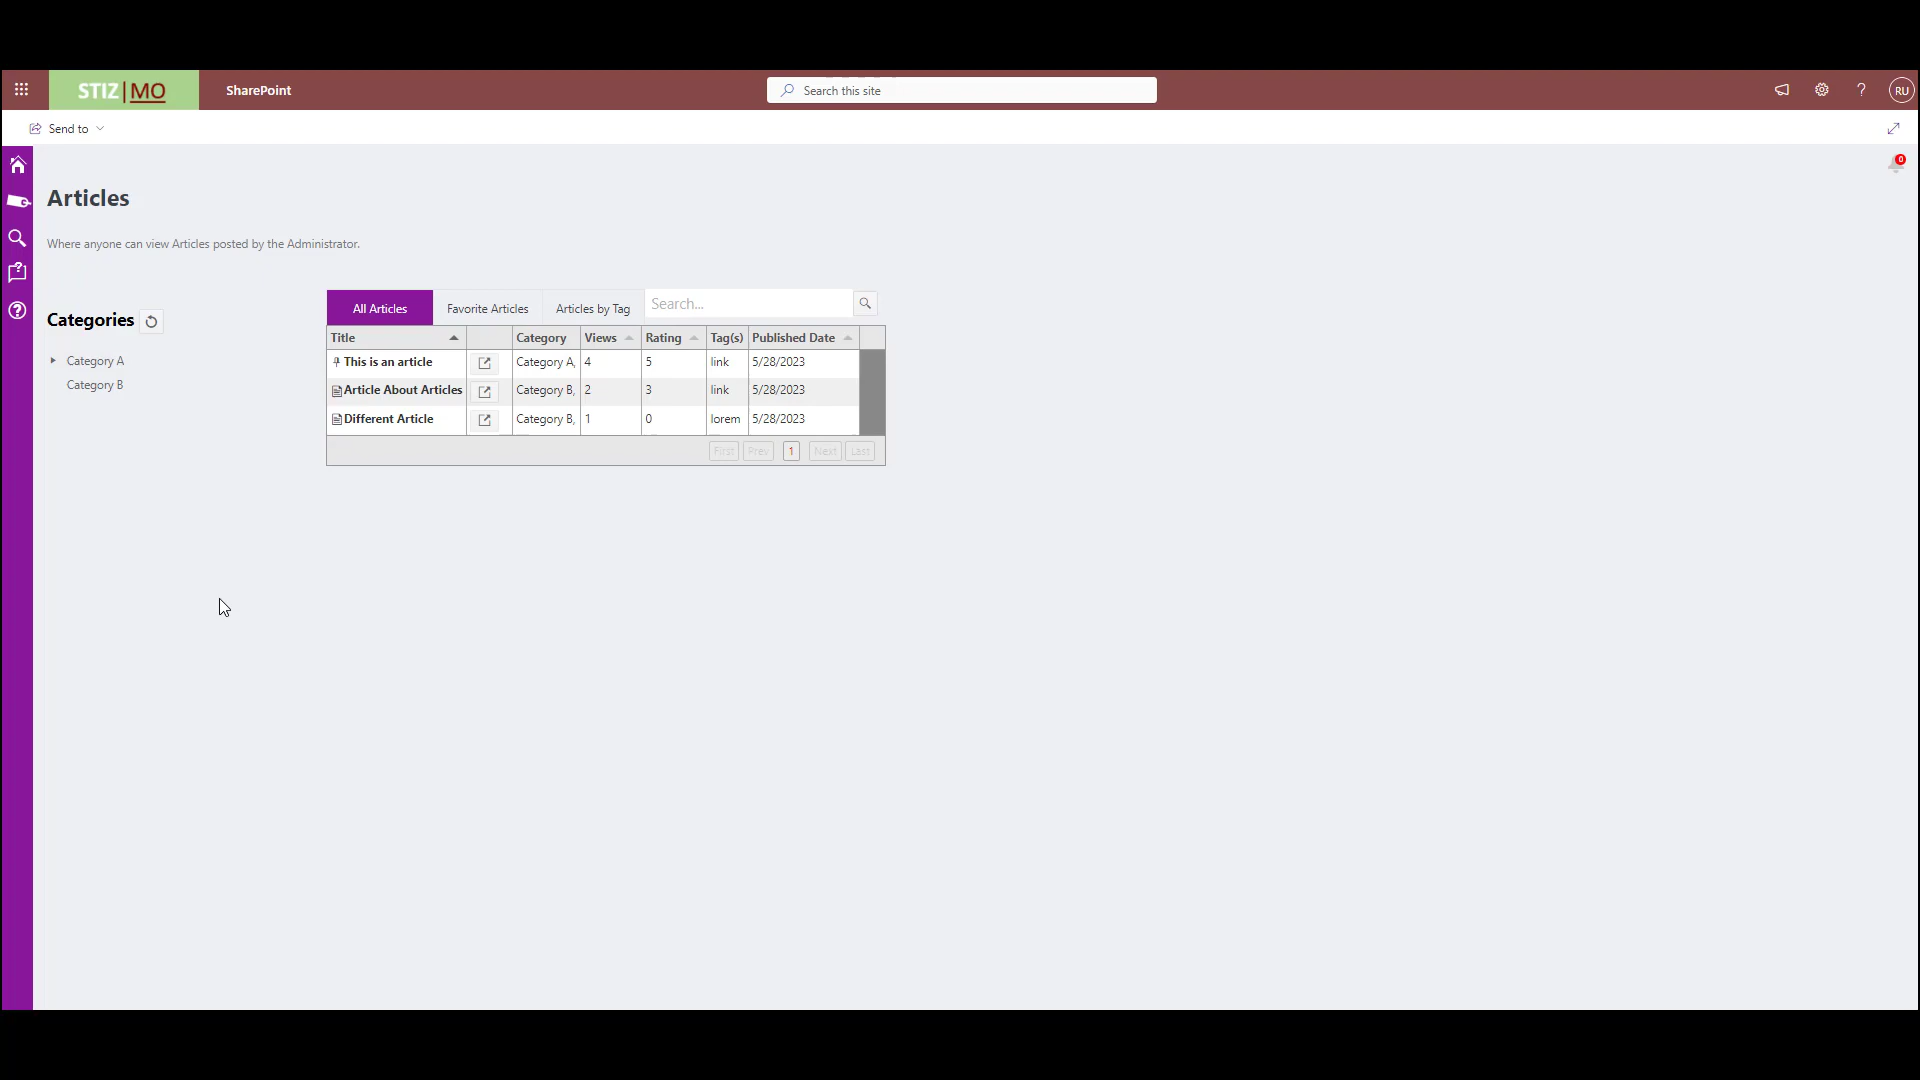 STIZ|MO
SharePoint
Search this site
RU
Send to
0
Articles
Where anyone can view Articles posted by the Administrator.
Categories
Category A
Category B
All Articles
Favorite Articles
Articles by Tag
Search...
Title Category Views Rating Tag(s) Published Date
This is an article Category A, 4 5 link 5/28/2023
Article About Articles Category B, 2 3 link 5/28/2023
Different Article Category B, 1 0 lorem 5/28/2023
First Prev 1 Next Last